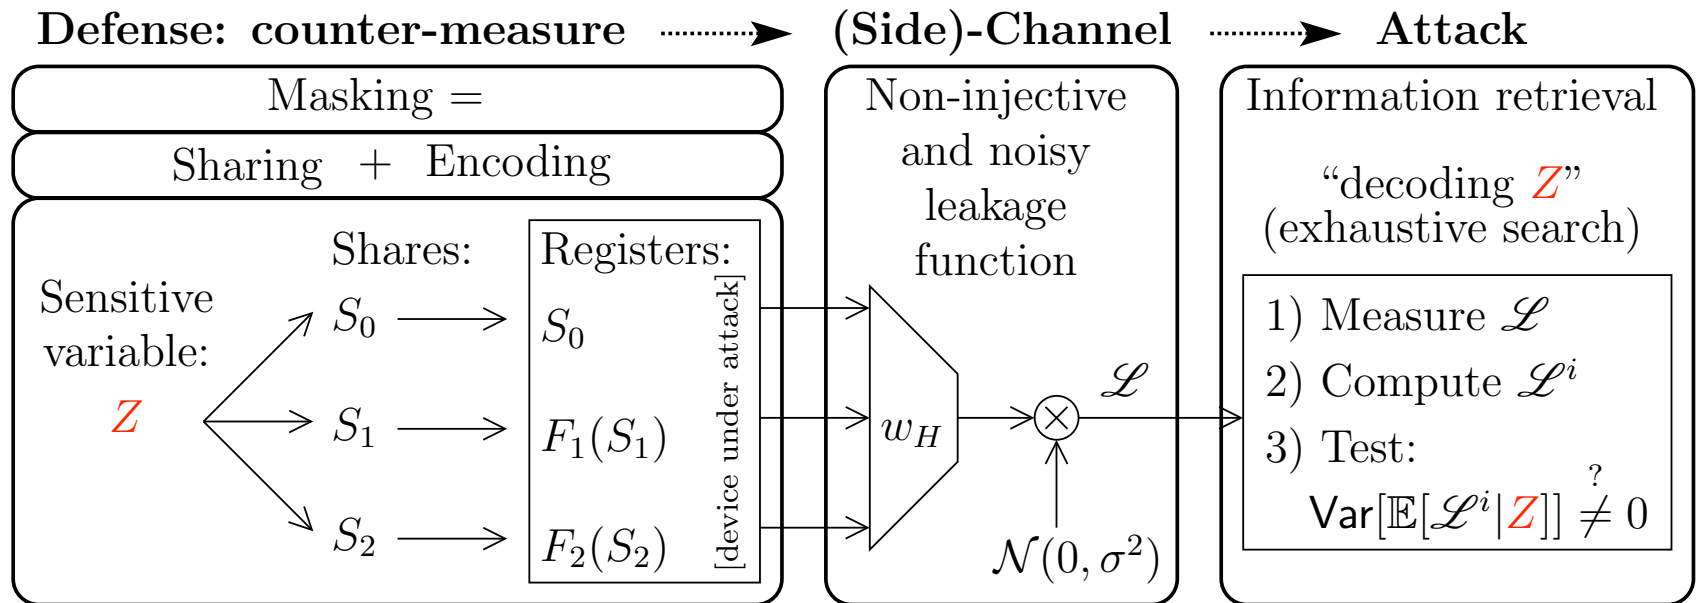 Defense: counter-measure
(Side)-Channel
Attack
Masking =
Sharing + Encoding
Sensitive
variable:
Z
Shares:
S₀
S₁
S₂
Registers:
S₀
F₁(S₁)
F₂(S₂)
[device under attack]
Non-injective
and noisy
leakage
function
w_H
ℒ
𝒩(0, σ²)
Information retrieval
“decoding Z”
(exhaustive search)
1) Measure ℒ
2) Compute ℒⁱ
3) Test:
?
Var[𝔼[ℒⁱ|Z]] ≠ 0